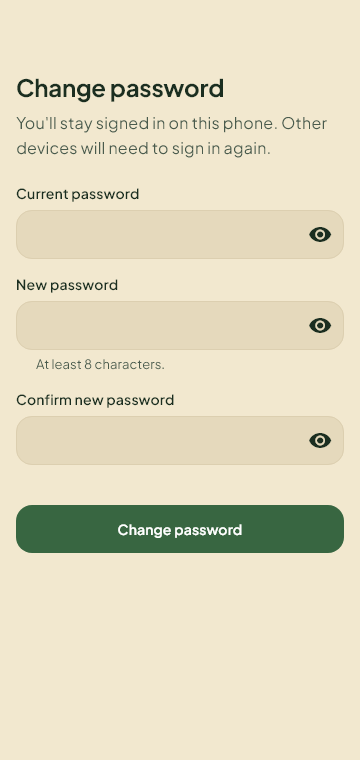 Change password
You'll stay signed in on this phone. Other
devices will need to sign in again.
Current password
New password
At least 8 characters.
Confirm new password
Change password